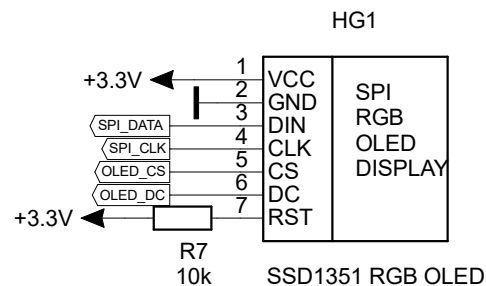 HG1
+3.3V 1 VCC
2 GND
SPI_DATA 3 DIN
SPI_CLK 4 CLK
OLED_CS 5 CS
OLED_DC 6 DC
+3.3V 7 RST
SPI
RGB
OLED
DISPLAY
R7
10k
SSD1351 RGB OLED